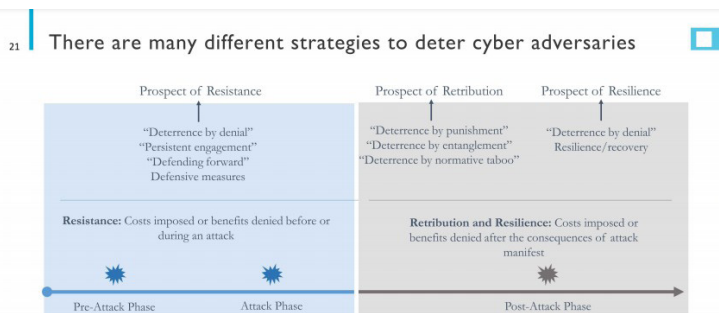 21
There are many different strategies to deter cyber adversaries
Prospect of Resistance
“Deterrence by denial”
“Persistent engagement”
“Defending forward”
Defensive measures
Prospect of Retribution
“Deterrence by punishment”
“Deterrence by entanglement”
“Deterrence by normative taboo”
Prospect of Resilience
“Deterrence by denial”
Resilience/recovery
Resistance: Costs imposed or benefits denied before or
during an attack
Retribution and Resilience: Costs imposed or
benefits denied after the consequences of attack
manifest
Pre-Attack Phase
Attack Phase
Post-Attack Phase